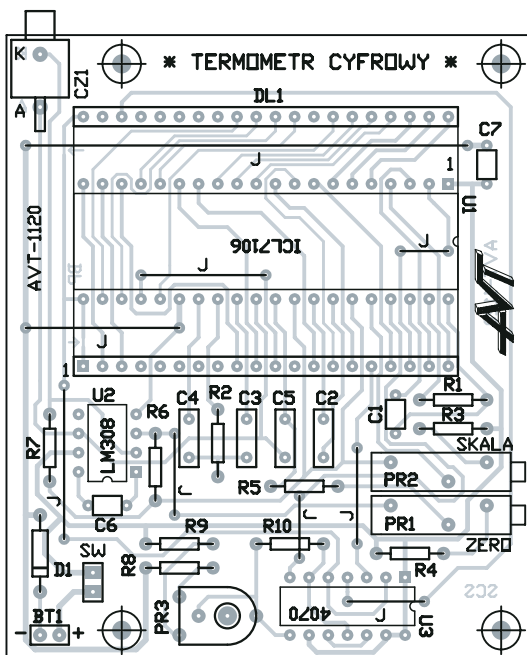 * TERMOMETR CYFROWY *
K
A
CZ1
DL1
C7
J
1
U1
ICL7106
J
J
AVT-1120
AVT
J
1
U2
LM308
R6
C4
R2
C3
C5
C2
C1
R1
R3
SKALA
R7
C6
J
R5
J
J
PR2
PR1
ZERO
R9
R8
R10
R4
D1
SW
BT1
- +
PR3
4070
J
U3
SC2